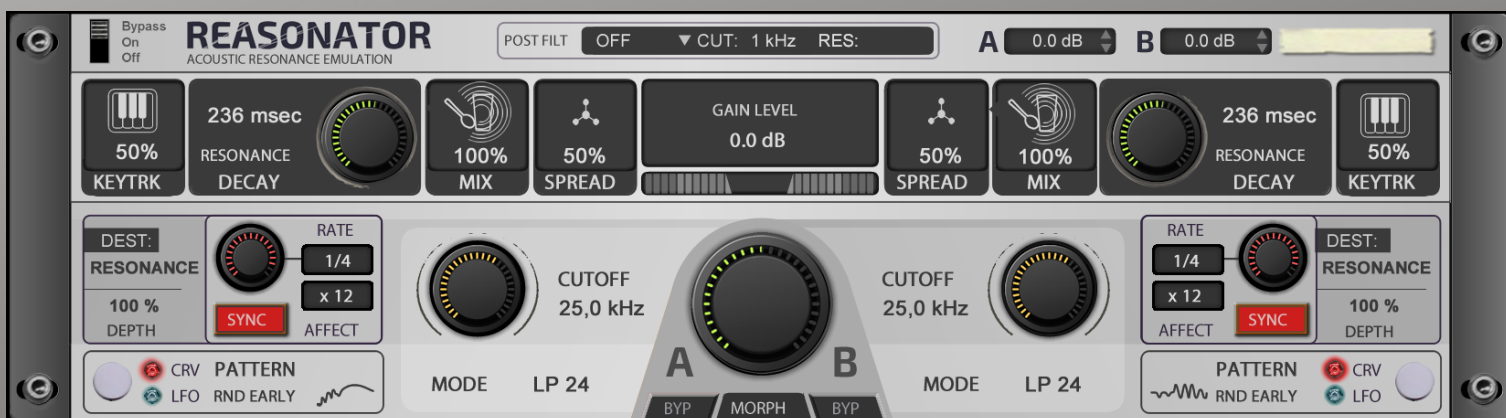 Bypass
On
Off
REASONATOR
ACOUSTIC RESONANCE EMULATION
POST FILT OFF ▼ CUT: 1 kHz RES:
A 0.0 dB B 0.0 dB
50%
KEYTRK
236 msec
RESONANCE
DECAY
100%
MIX
50%
SPREAD
GAIN LEVEL
0.0 dB
50%
SPREAD
100%
MIX
236 msec
RESONANCE
DECAY
50%
KEYTRK
DEST:
RESONANCE
100 %
DEPTH
RATE
1/4
x 12
SYNC
AFFECT
CUTOFF
25,0 kHz
MODE LP 24
A B
BYP MORPH BYP
CUTOFF
25,0 kHz
MODE LP 24
RATE
1/4
x 12
AFFECT
SYNC
DEST:
RESONANCE
100 %
DEPTH
CRV PATTERN
LFO RND EARLY
PATTERN CRV
RND EARLY LFO